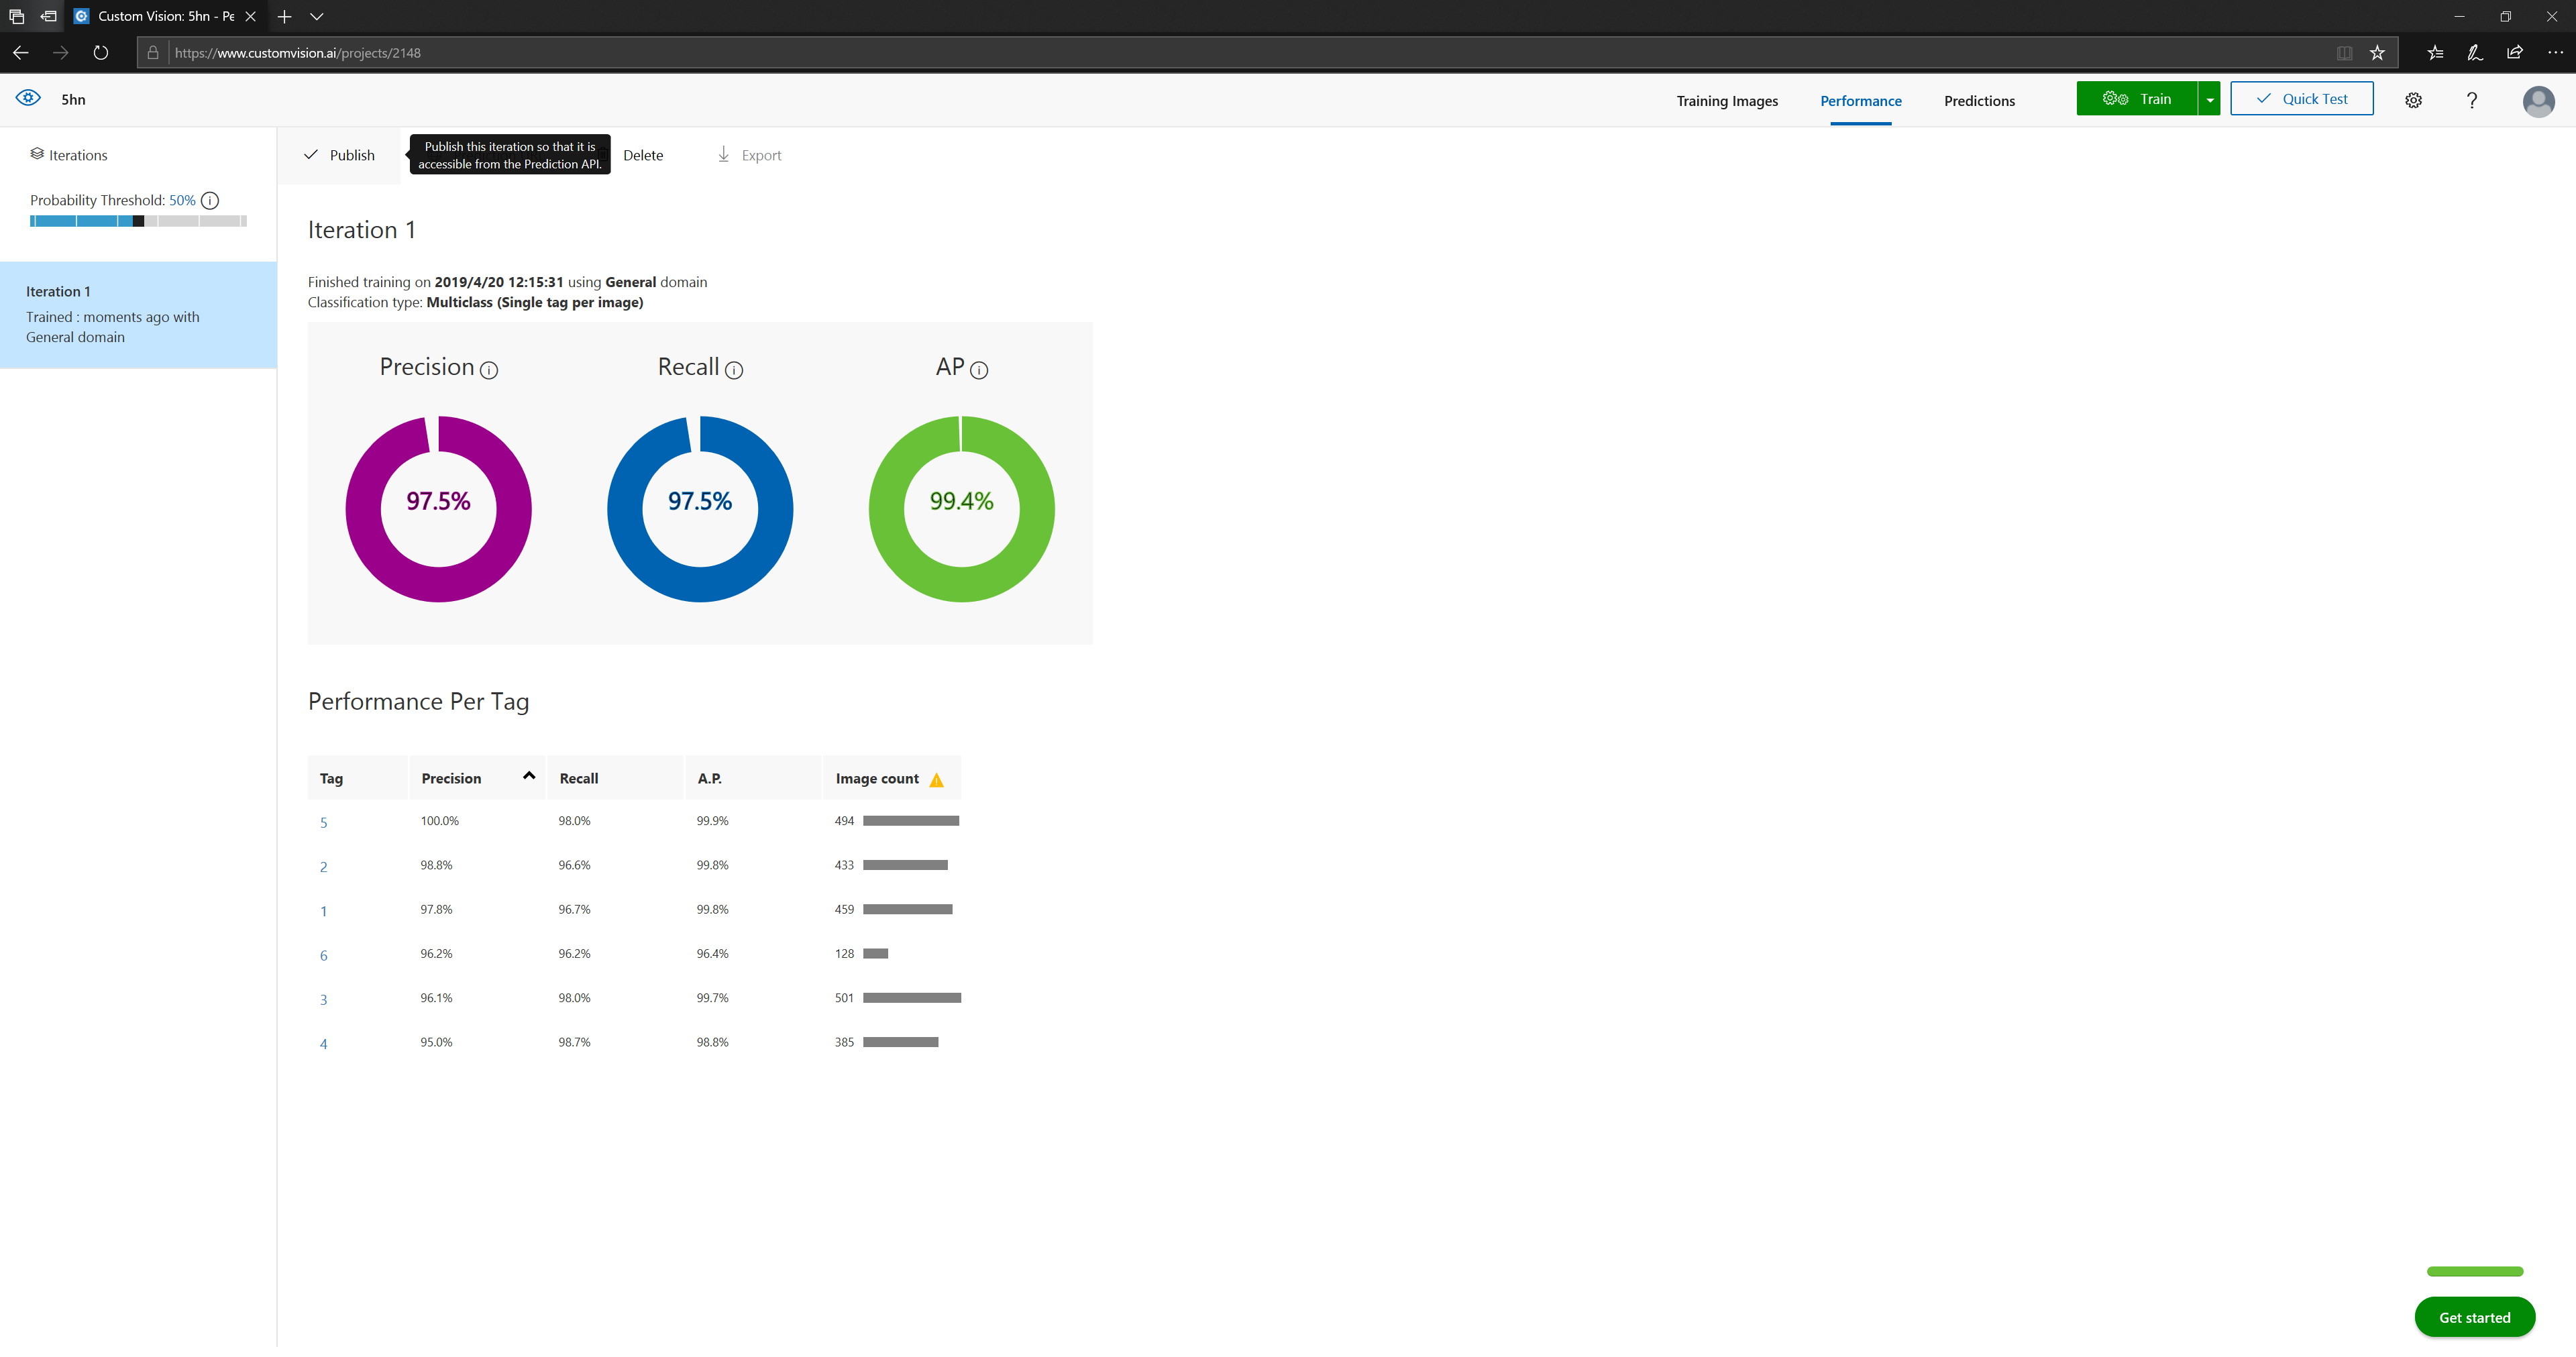 Custom Vision: 5hn - Pe
https://www.customvision.ai/projects/2148
5hn
Training Images
Performance
Predictions
Train
Quick Test
?
Iterations
Probability Threshold: 50%
Iteration 1
Trained : moments ago with
General domain
Publish
Publish this iteration so that it is
accessible from the Prediction API.
Delete
Export
Iteration 1
Finished training on 2019/4/20 12:15:31 using General domain
Classification type: Multiclass (Single tag per image)
Precision
Recall
AP
97.5%
97.5%
99.4%
Performance Per Tag
Tag Precision Recall A.P. Image count
5 100.0% 98.0% 99.9% 494
2 98.8% 96.6% 99.8% 433
1 97.8% 96.7% 99.8% 459
6 96.2% 96.2% 96.4% 128
3 96.1% 98.0% 99.7% 501
4 95.0% 98.7% 98.8% 385
Get started